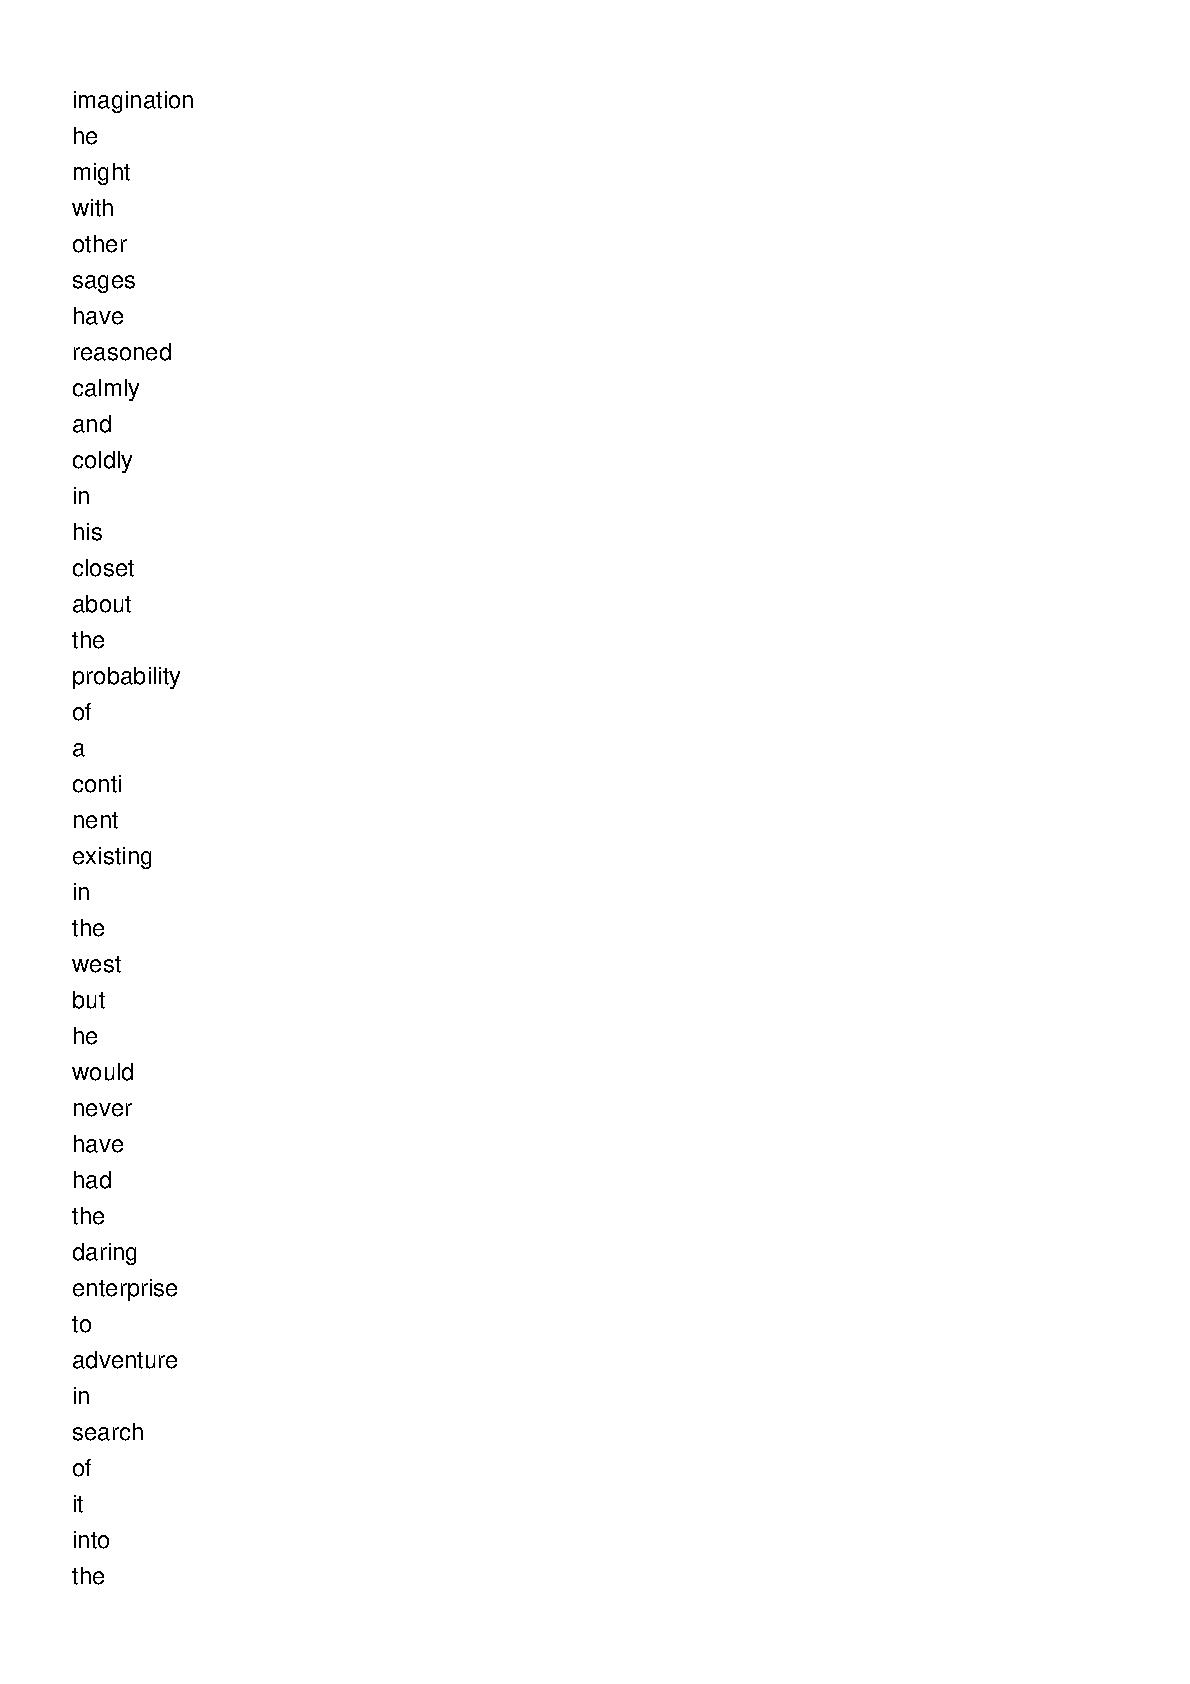 imagination
he
might
with
other
sages
have
reasoned
calmly
and
coldly
in
his
closet
about
the
probability
of
a
conti
nent
existing
in
the
west
but
he
would
never
have
had
the
daring
enterprise
to
adventure
in
search
of
it
into
the